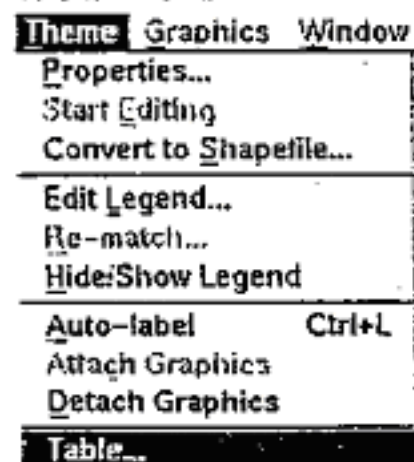 Theme Graphics Window
Properties...
Start Editing
Convert to Shapefile...
Edit Legend...
Re-match...
Hide/Show Legend
Auto-label Ctrl+L
Attach Graphics
Detach Graphics
Table...